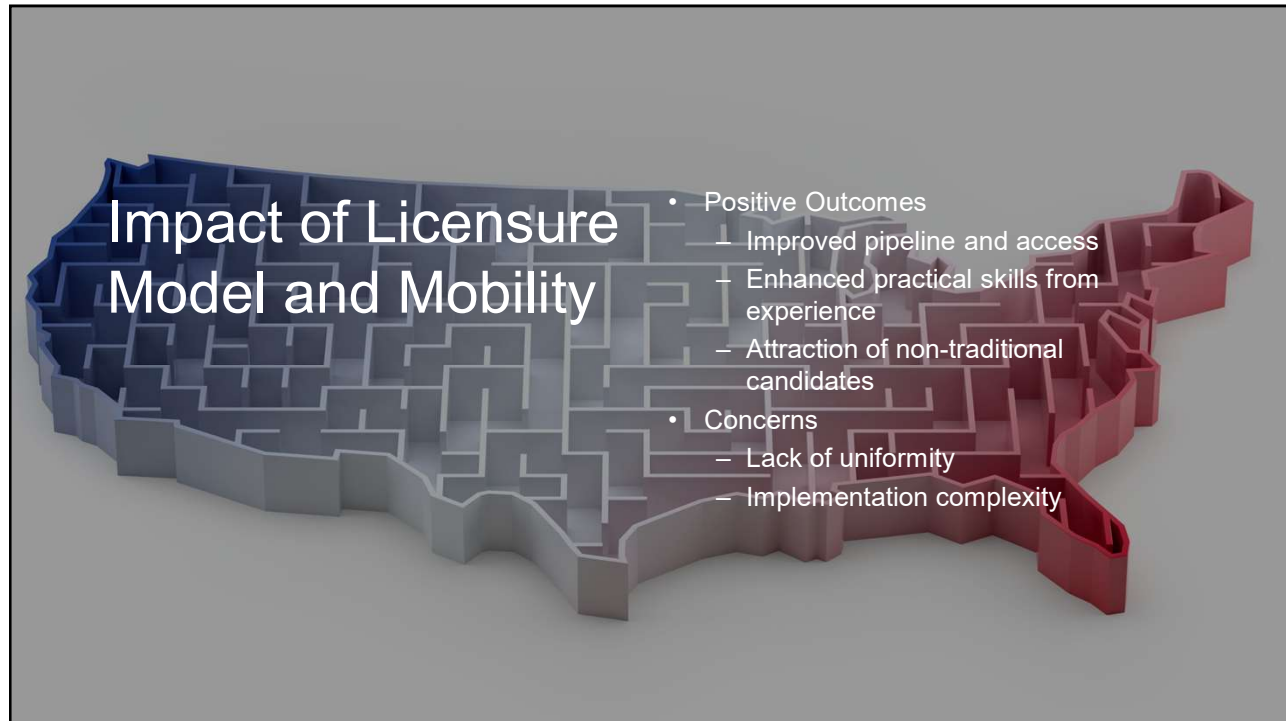 Impact of Licensure
Model and Mobility
• Positive Outcomes
– Improved pipeline and access
– Enhanced practical skills from
experience
– Attraction of non-traditional
candidates
• Concerns
– Lack of uniformity
– Implementation complexity